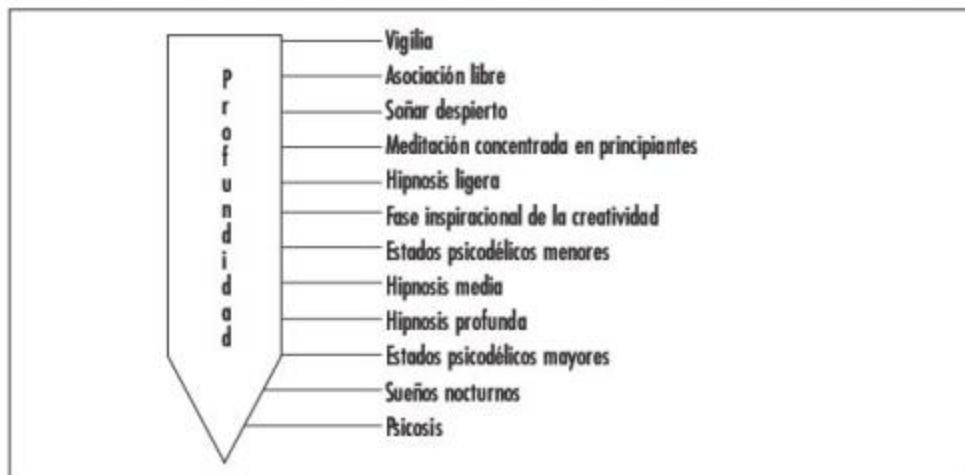 Profundidad
Vigilia
Asociación libre
Soñar despierto
Meditación concentrada en principiantes
Hipnosis ligera
Fase inspiracional de la creatividad
Estados psicodélicos menores
Hipnosis media
Hipnosis profunda
Estados psicodélicos mayores
Sueños nocturnos
Psicosis